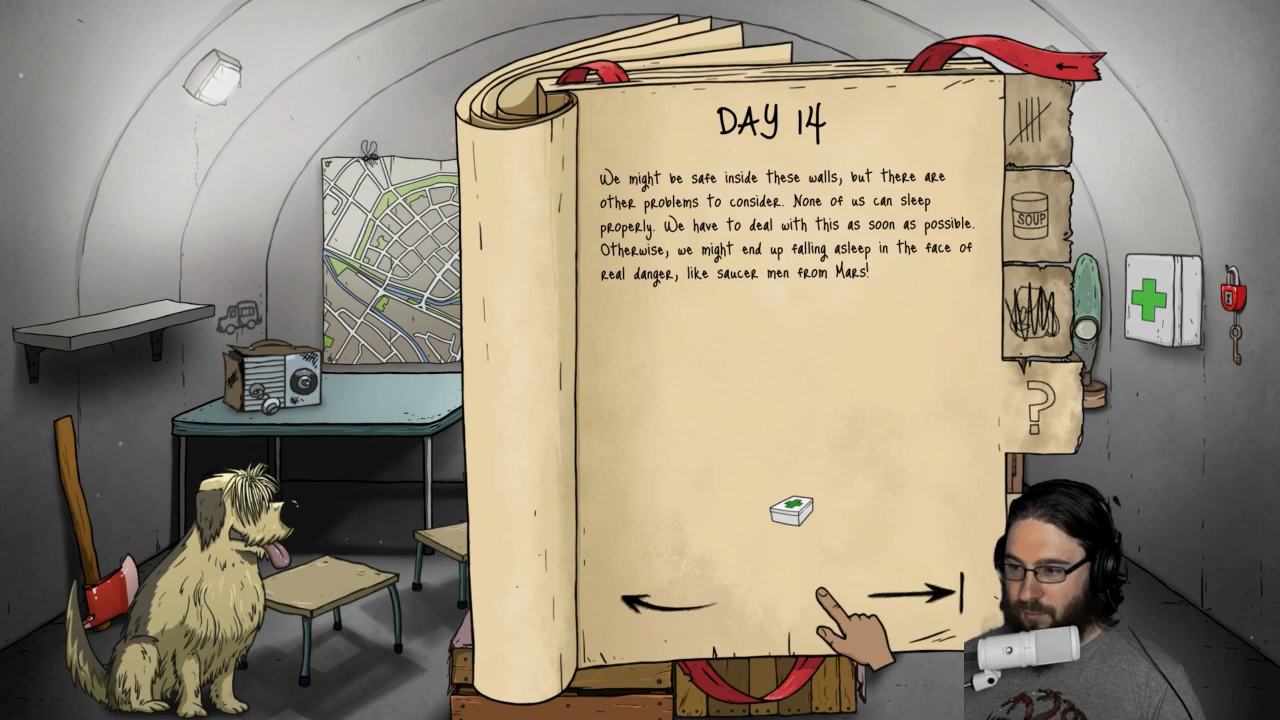 DAY 14
We might be safe inside these walls, but there are
other problems to consider. None of us can sleep
properly. We have to deal with this as soon as possible.
Otherwise, we might end up falling asleep in the face of
real danger, like saucer men from Mars!
SOUP
?